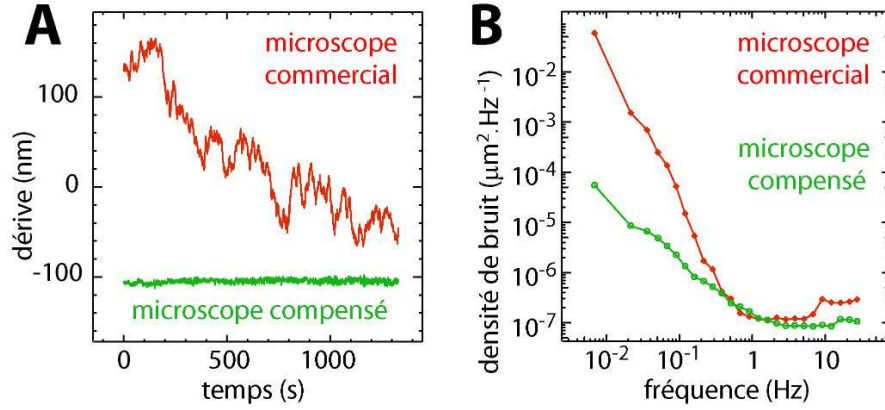 A
microscope
commercial
100
0
-100
dérive (nm)
microscope compensé
0
500
1000
temps (s)
B
microscope
commercial
microscope
compensé
10-2
10-3
10-4
10-5
10-6
10-7
densité de bruit (µm2.Hz-1)
10-2
10-1
1
10
fréquence (Hz)